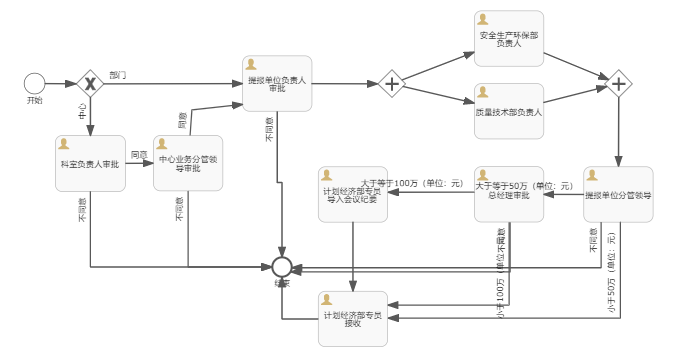 安全生产环保部
负责人
部门
提报单位负责人
审批
开始
中心
同意
不同意
质量技术部负责人
科室负责人审批
同意
中心业务分管领
导审批
大于等于100万（单位：元）
计划经济部专员
导入会议纪要
大于等于50万（单位：元）
总经理审批
提报单位分管领导
不同意
不同意
不同意
小于50万（单位：元）
不同意
小于100万（单位：元）
结束
计划经济部专员
接收